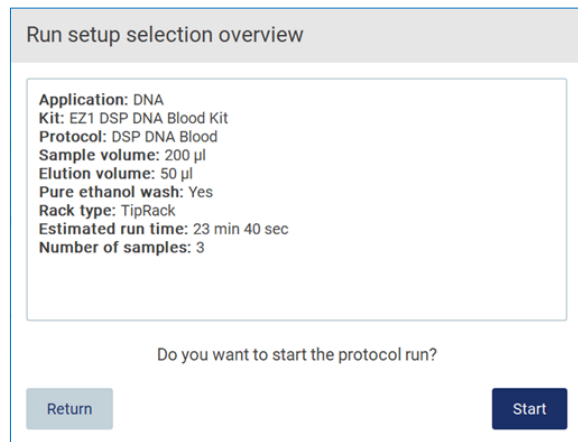 Run setup selection overview
Application: DNA
Kit: EZ1 DSP DNA Blood Kit
Protocol: DSP DNA Blood
Sample volume: 200 µl
Elution volume: 50 µl
Pure ethanol wash: Yes
Rack type: TipRack
Estimated run time: 23 min 40 sec
Number of samples: 3
Do you want to start the protocol run?
Return
Start